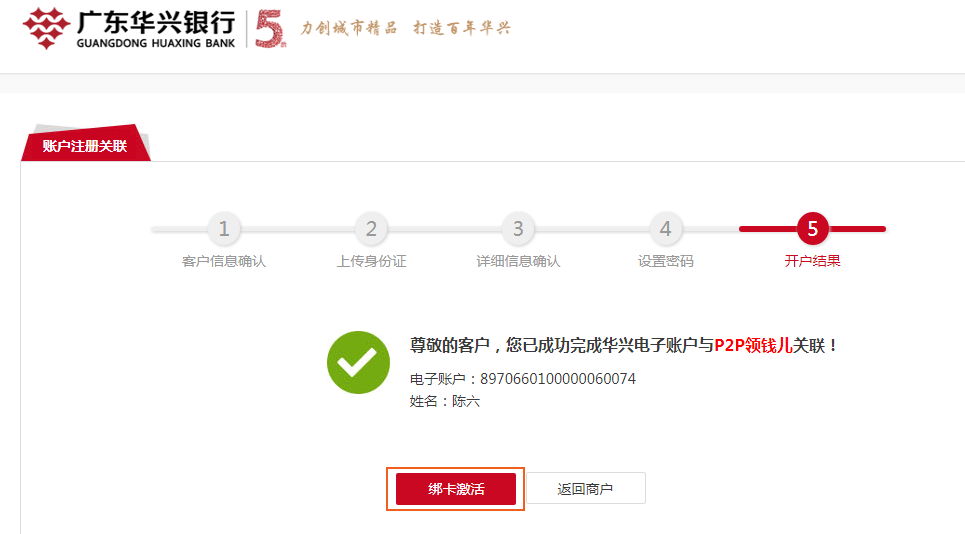 广东华兴银行
GUANGDONG HUAXING BANK
5th
力创城市精品 打造百年华兴
账户注册关联
1 2 3 4 5
客户信息确认 上传身份证 详细信息确认 设置密码 开户结果
尊敬的客户，您已成功完成华兴电子账户与P2P领钱儿关联！
电子账户：8970660100000060074
姓名：陈六
绑卡激活 返回商户